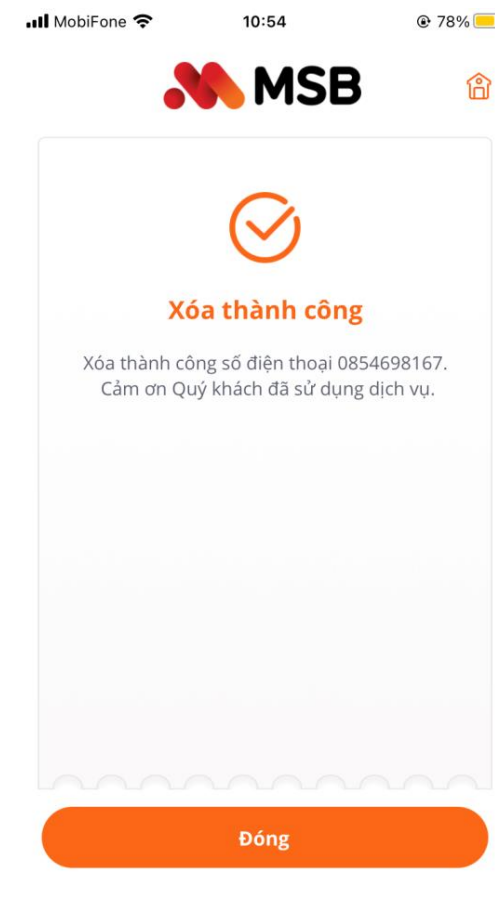 MobiFone
10:54
78%
MSB
Xóa thành công
Xóa thành công số điện thoại 0854698167.
Cảm ơn Quý khách đã sử dụng dịch vụ.
Đóng